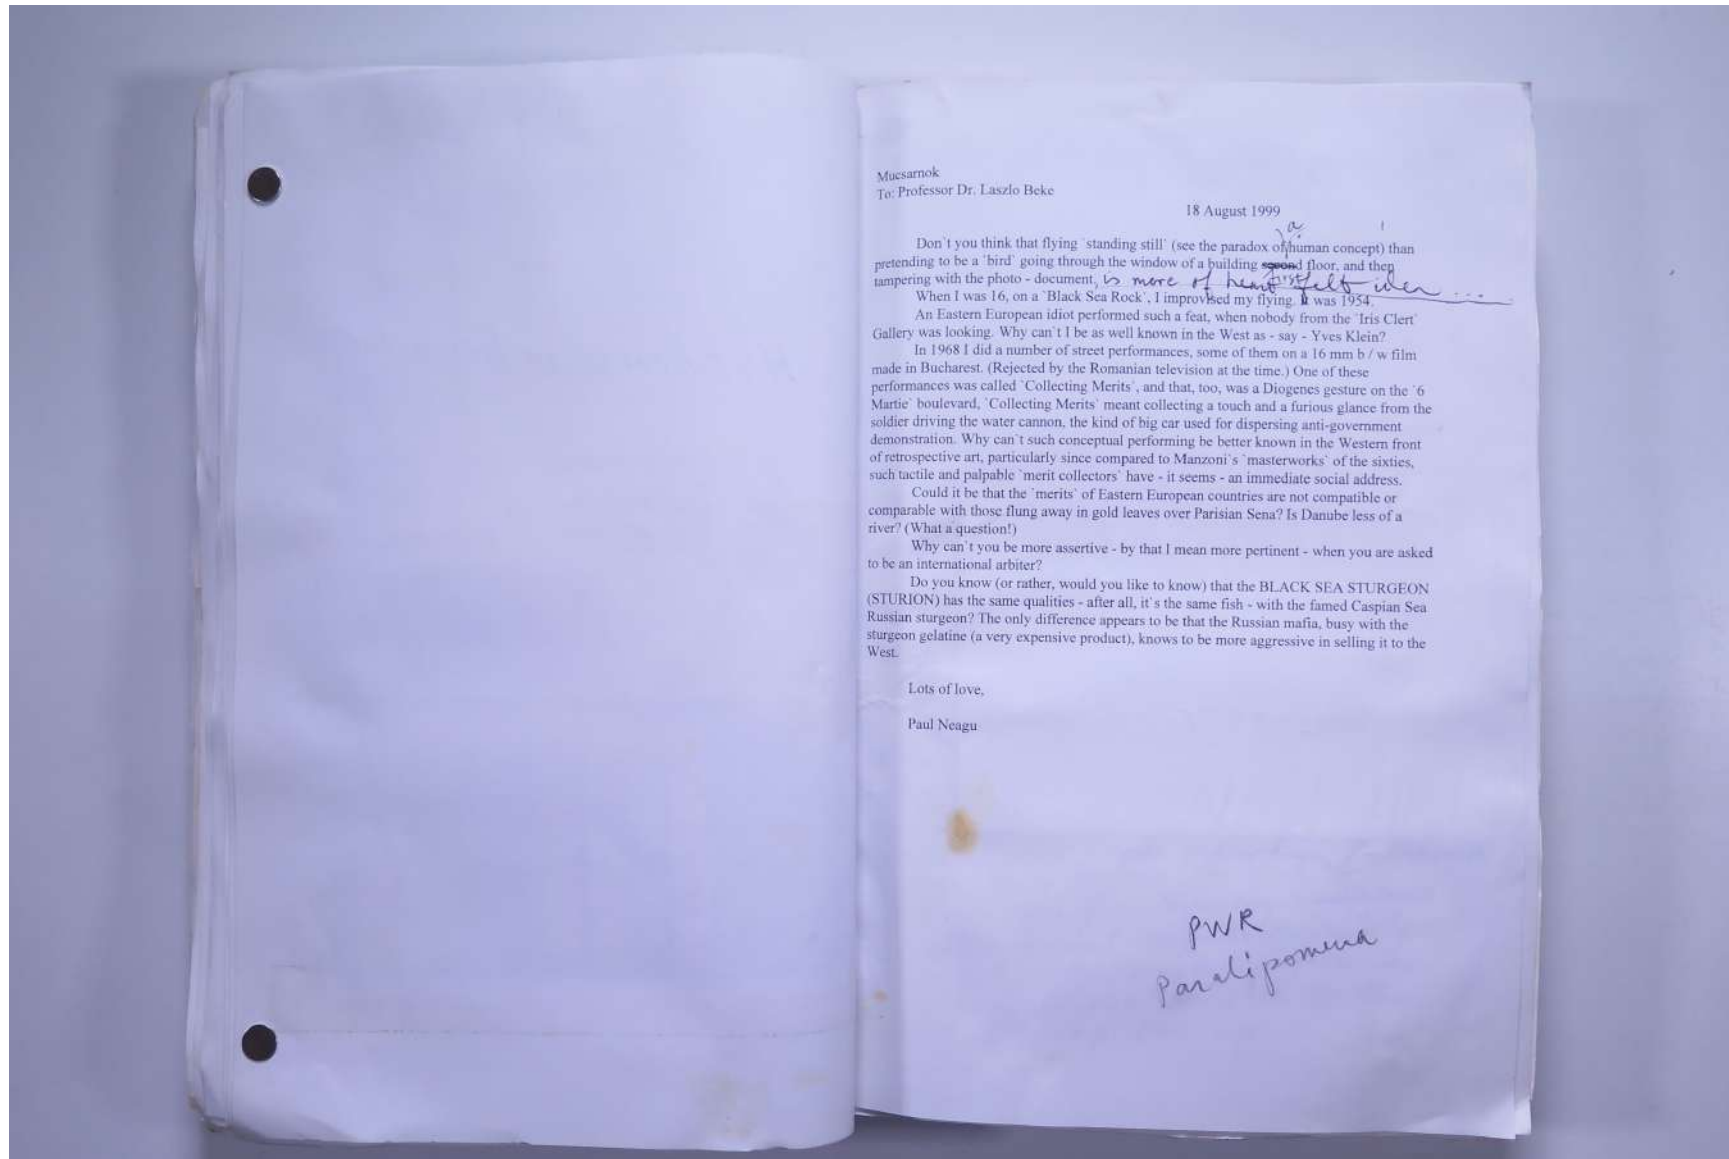 Mucsarnok
To: Professor Dr. Laszlo Beke
18 August 1999
a
Don`t you think that flying `standing still` (see the paradox of human concept) than
pretending to be a `bird` going through the window of a building second floor, and then
first
tampering with the photo - document, is more of heart felt idea ...
When I was 16, on a `Black Sea Rock`, I improvised my flying. It was 1954.
An Eastern European idiot performed such a feat, when nobody from the `Iris Clert`
Gallery was looking. Why can`t I be as well known in the West as - say - Yves Klein?
In 1968 I did a number of street performances, some of them on a 16 mm b / w film
made in Bucharest. (Rejected by the Romanian television at the time.) One of these
performances was called `Collecting Merits`, and that, too, was a Diogenes gesture on the `6
Martie` boulevard, `Collecting Merits` meant collecting a touch and a furious glance from the
soldier driving the water cannon, the kind of big car used for dispersing anti-government
demonstration. Why can`t such conceptual performing be better known in the Western front
of retrospective art, particularly since compared to Manzoni`s `masterworks` of the sixties,
such tactile and palpable `merit collectors` have - it seems - an immediate social address.
Could it be that the `merits` of Eastern European countries are not compatible or
comparable with those flung away in gold leaves over Parisian Sena? Is Danube less of a
river? (What a question!)
Why can`t you be more assertive - by that I mean more pertinent - when you are asked
to be an international arbiter?
Do you know (or rather, would you like to know) that the BLACK SEA STURGEON
(STURION) has the same qualities - after all, it`s the same fish - with the famed Caspian Sea
Russian sturgeon? The only difference appears to be that the Russian mafia, busy with the
sturgeon gelatine (a very expensive product), knows to be more aggressive in selling it to the
West.
Lots of love,
Paul Neagu
PWR
Paralipomena